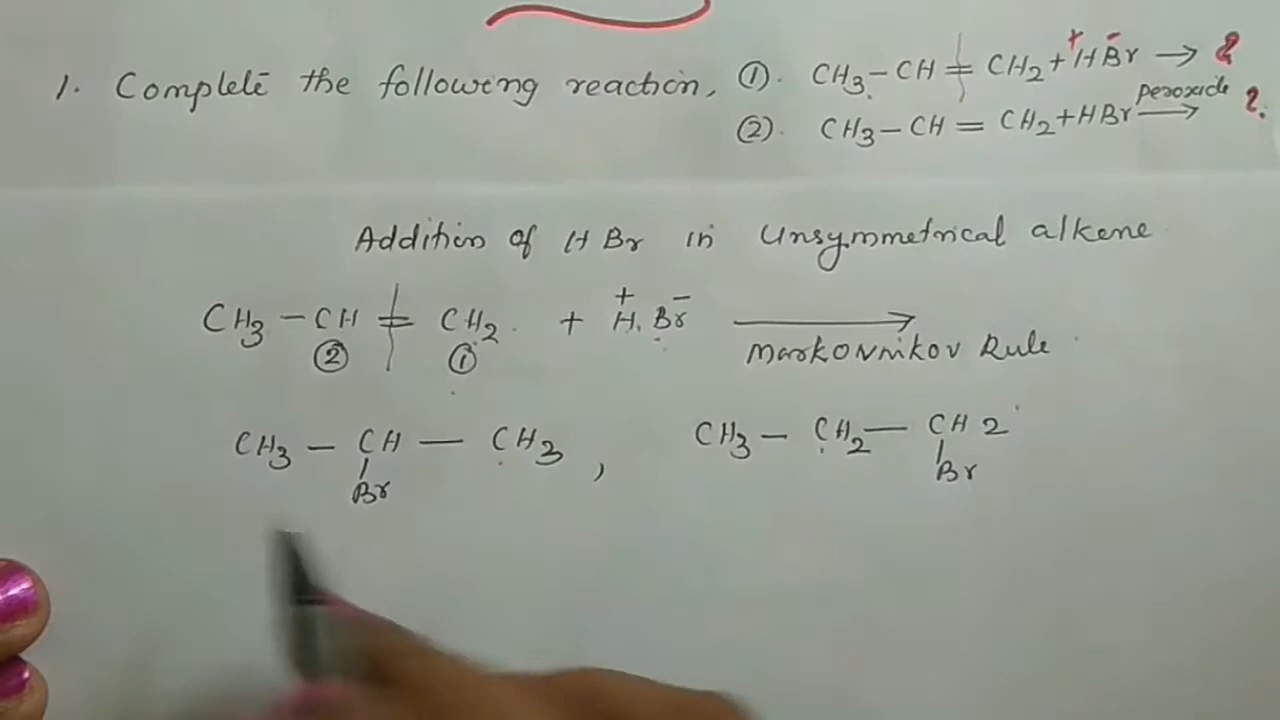 1. Complete the following reaction, ①. CH3-CH=CH2+H⁺Br⁻ → ?
②. CH3-CH=CH2+HBr peroxide → ?
Addition of HBr in Unsymmetrical alkene
CH3-CH=CH2 + H⁺Br⁻ →
② ① Markovnikov Rule
CH3-CH-CH3, CH3-CH2-CH2
Br Br